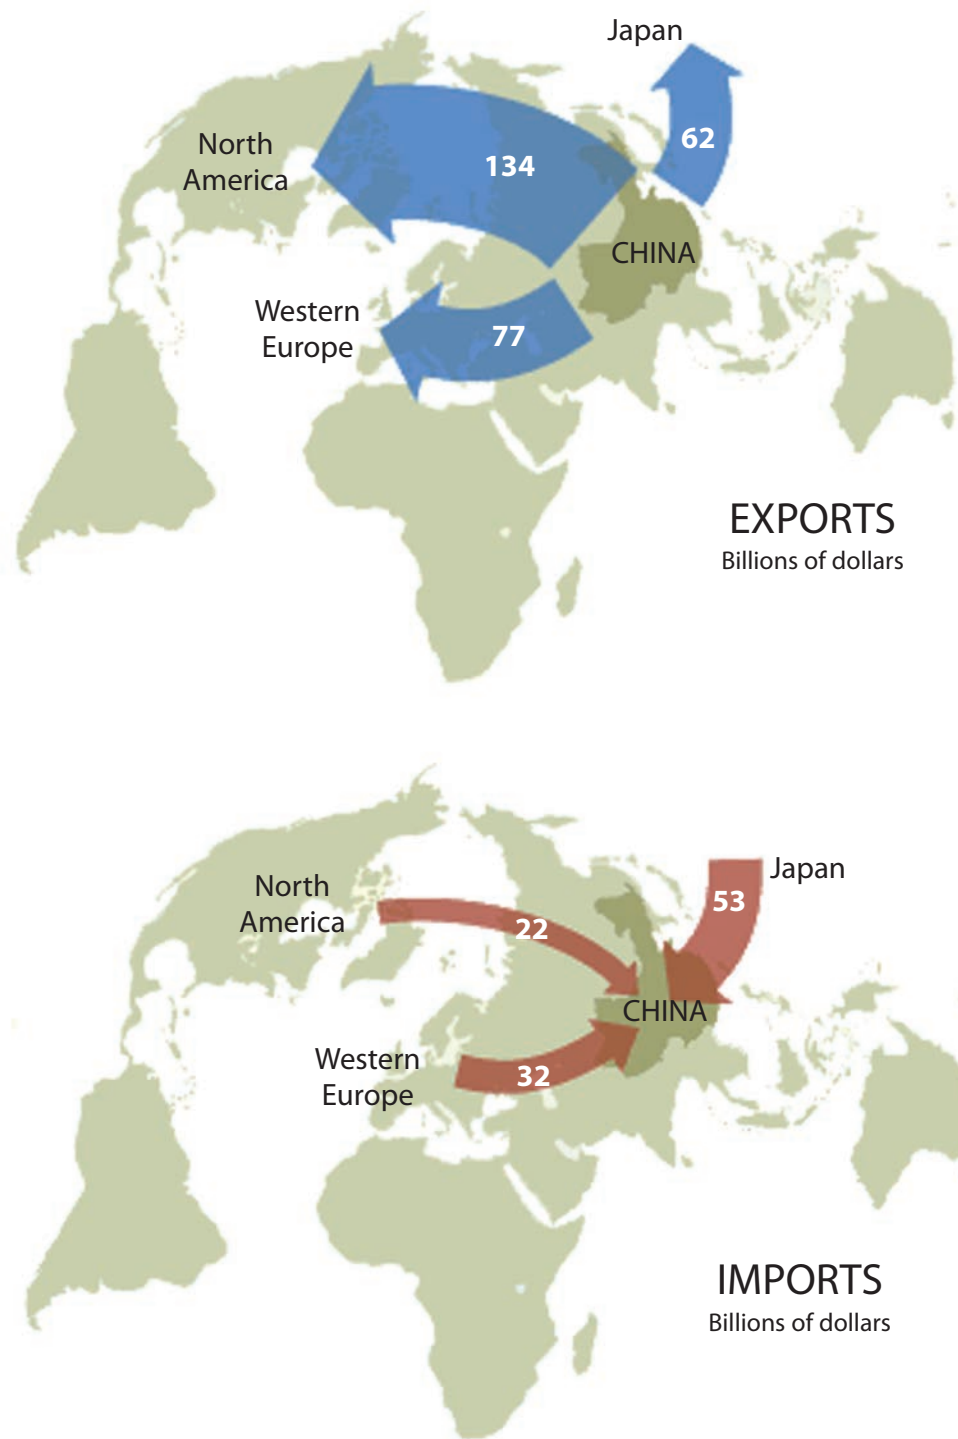 Japan
62
North
America
134
CHINA
Western
Europe
77
EXPORTS
Billions of dollars
Japan
North
America
53
22
CHINA
Western
Europe
32
IMPORTS
Billions of dollars